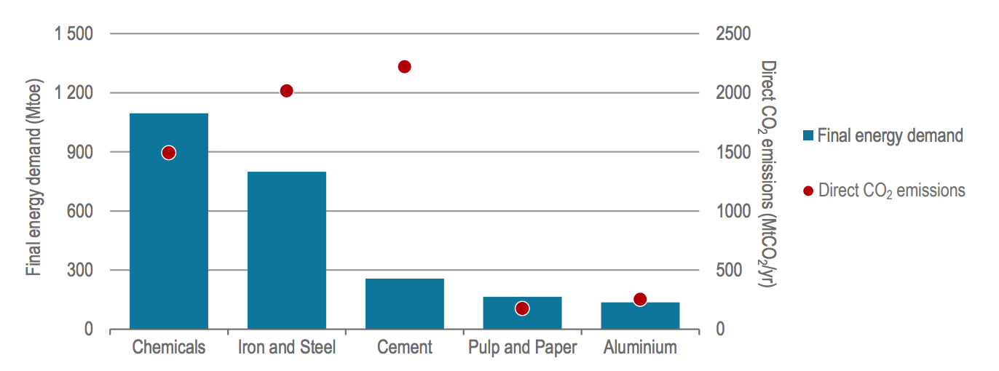 Final energy demand (Mtoe)
1 500
1 200
900
600
300
0
2500
2000
1500
1000
500
0
Direct CO₂ emissions (MtCO₂/yr)
Chemicals
Iron and Steel
Cement
Pulp and Paper
Aluminium
Final energy demand
Direct CO₂ emissions